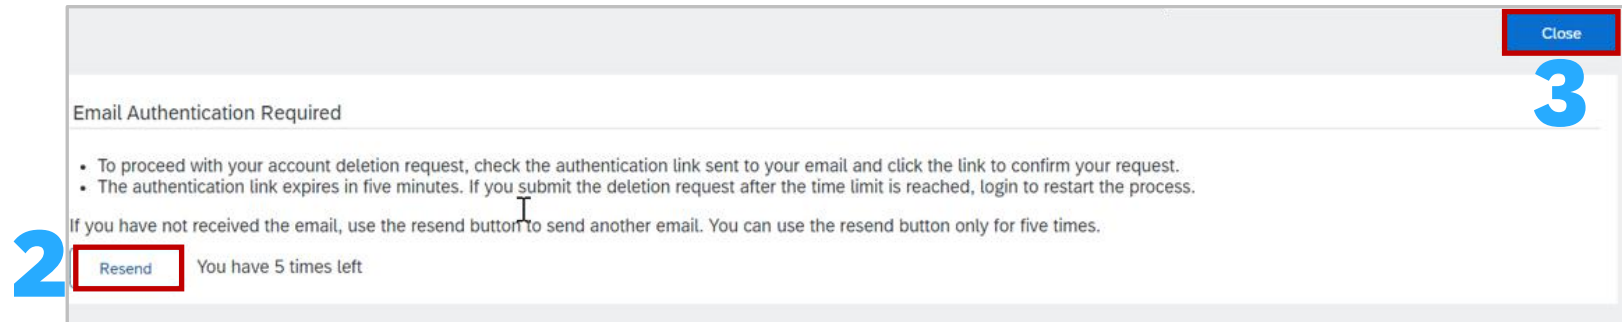 Close
3
Email Authentication Required
• To proceed with your account deletion request, check the authentication link sent to your email and click the link to confirm your request.
• The authentication link expires in five minutes. If you submit the deletion request after the time limit is reached, login to restart the process.
If you have not received the email, use the resend button to send another email. You can use the resend button only for five times.
2 Resend You have 5 times left